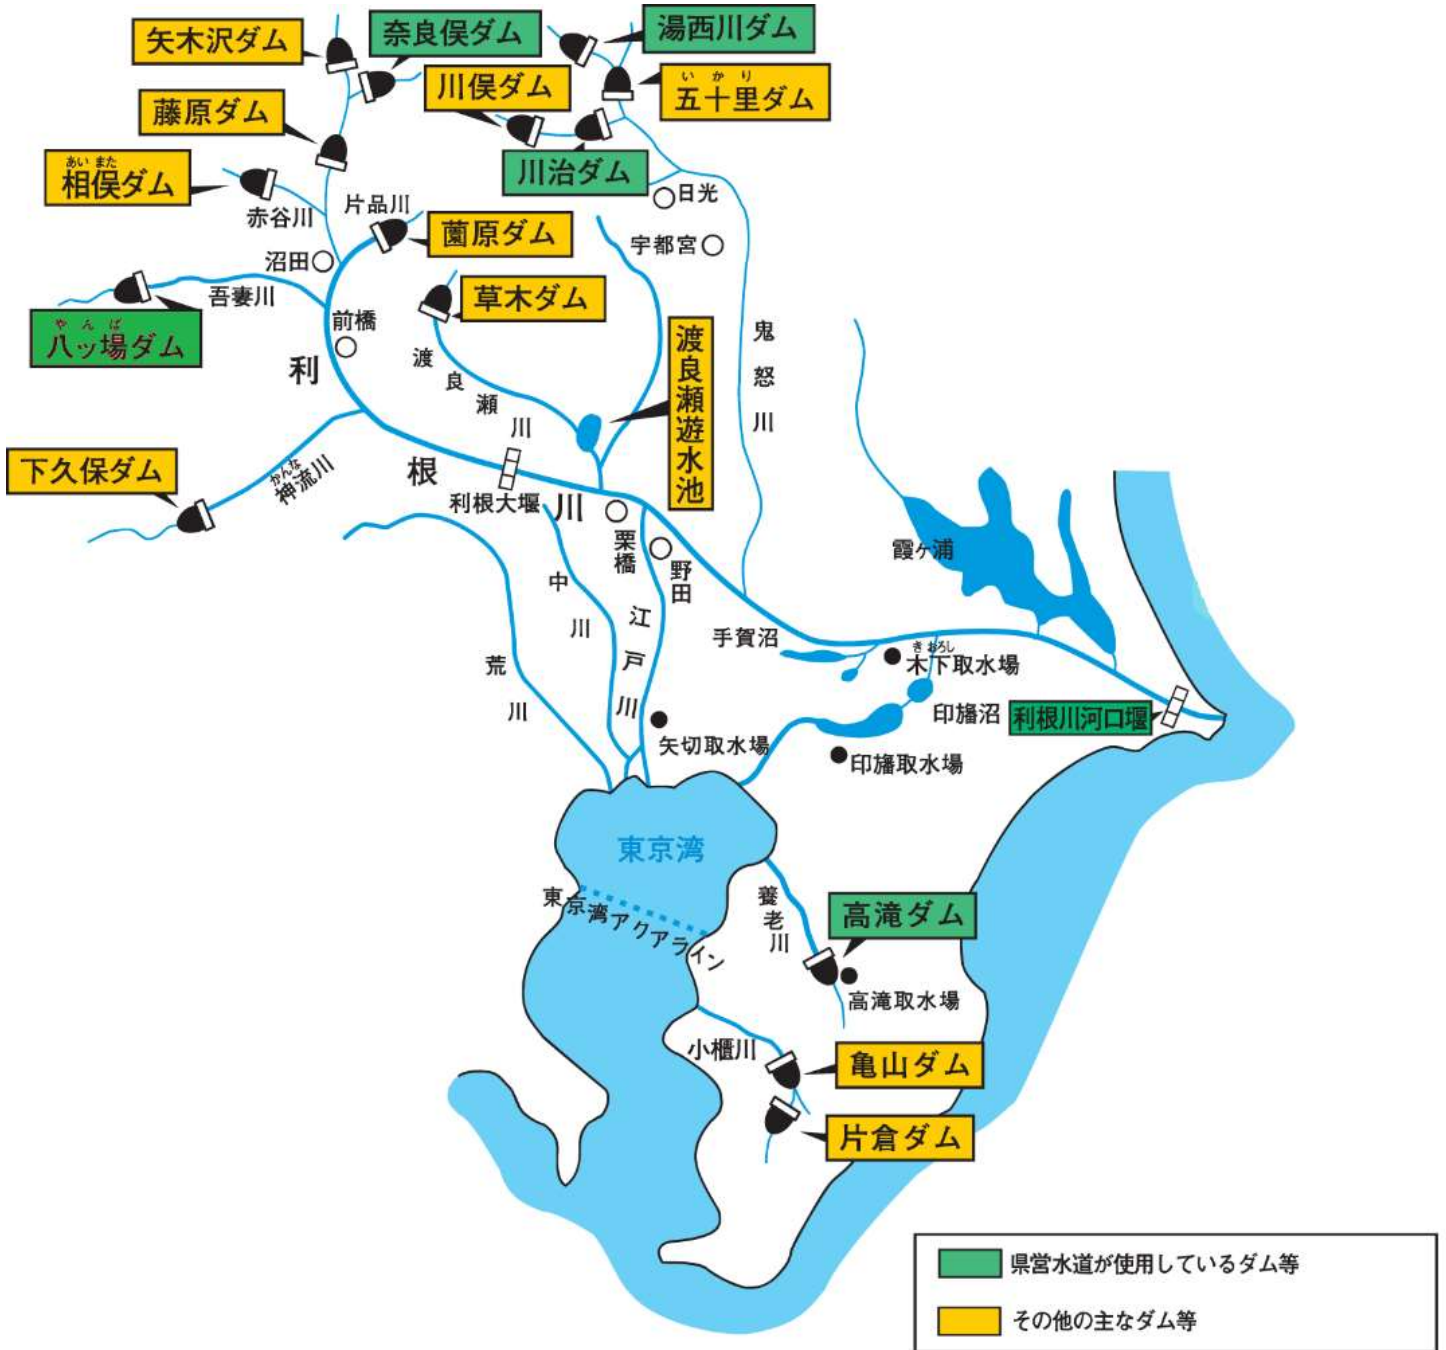 矢木沢ダム
奈良俣ダム
湯西川ダム
川俣ダム
いかり
五十里ダム
藤原ダム
川治ダム
あいまた
相俣ダム
赤谷川
片品川
日光
薗原ダム
宇都宮
沼田
吾妻川
草木ダム
やんば
八ッ場ダム
前橋
渡良瀬川
渡良瀬遊水池
鬼怒川
利根川
下久保ダム
かんな
神流川
利根大堰
栗橋
野田
霞ヶ浦
中川
江戸川
荒川
手賀沼
きおろし
木下取水場
印旛沼
利根川河口堰
矢切取水場
印旛取水場
東京湾
東京湾アクアライン
養老川
高滝ダム
高滝取水場
小櫃川
亀山ダム
片倉ダム
県営水道が使用しているダム等
その他の主なダム等